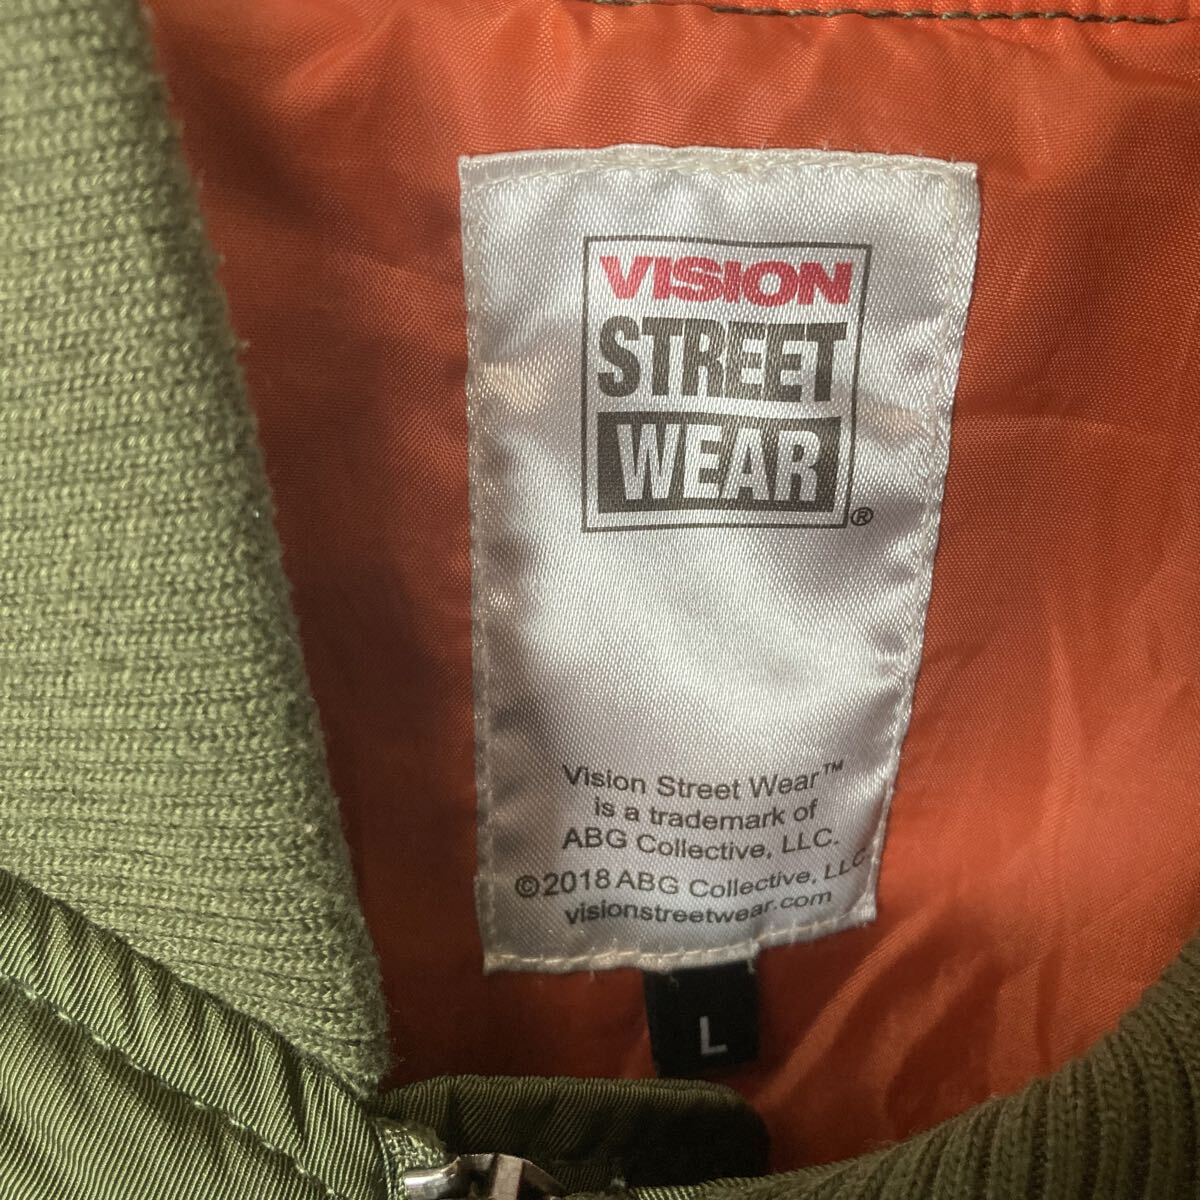 VISION
STREET
WEAR
®
Vision Street Wear™
is a trademark of
ABG Collective, LLC.
©2018 ABG Collective, LLC
visionstreetwear.com
L